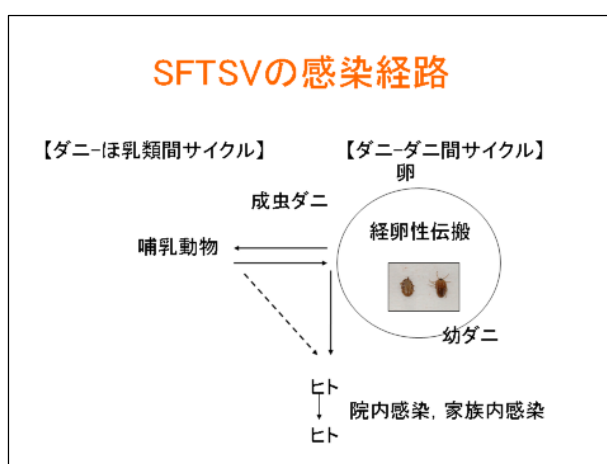 SFTSVの感染経路
【ダニ-ほ乳類間サイクル】
【ダニ-ダニ間サイクル】
卵
成虫ダニ
経卵性伝搬
哺乳動物
幼ダニ
ヒト
院内感染, 家族内感染
ヒト